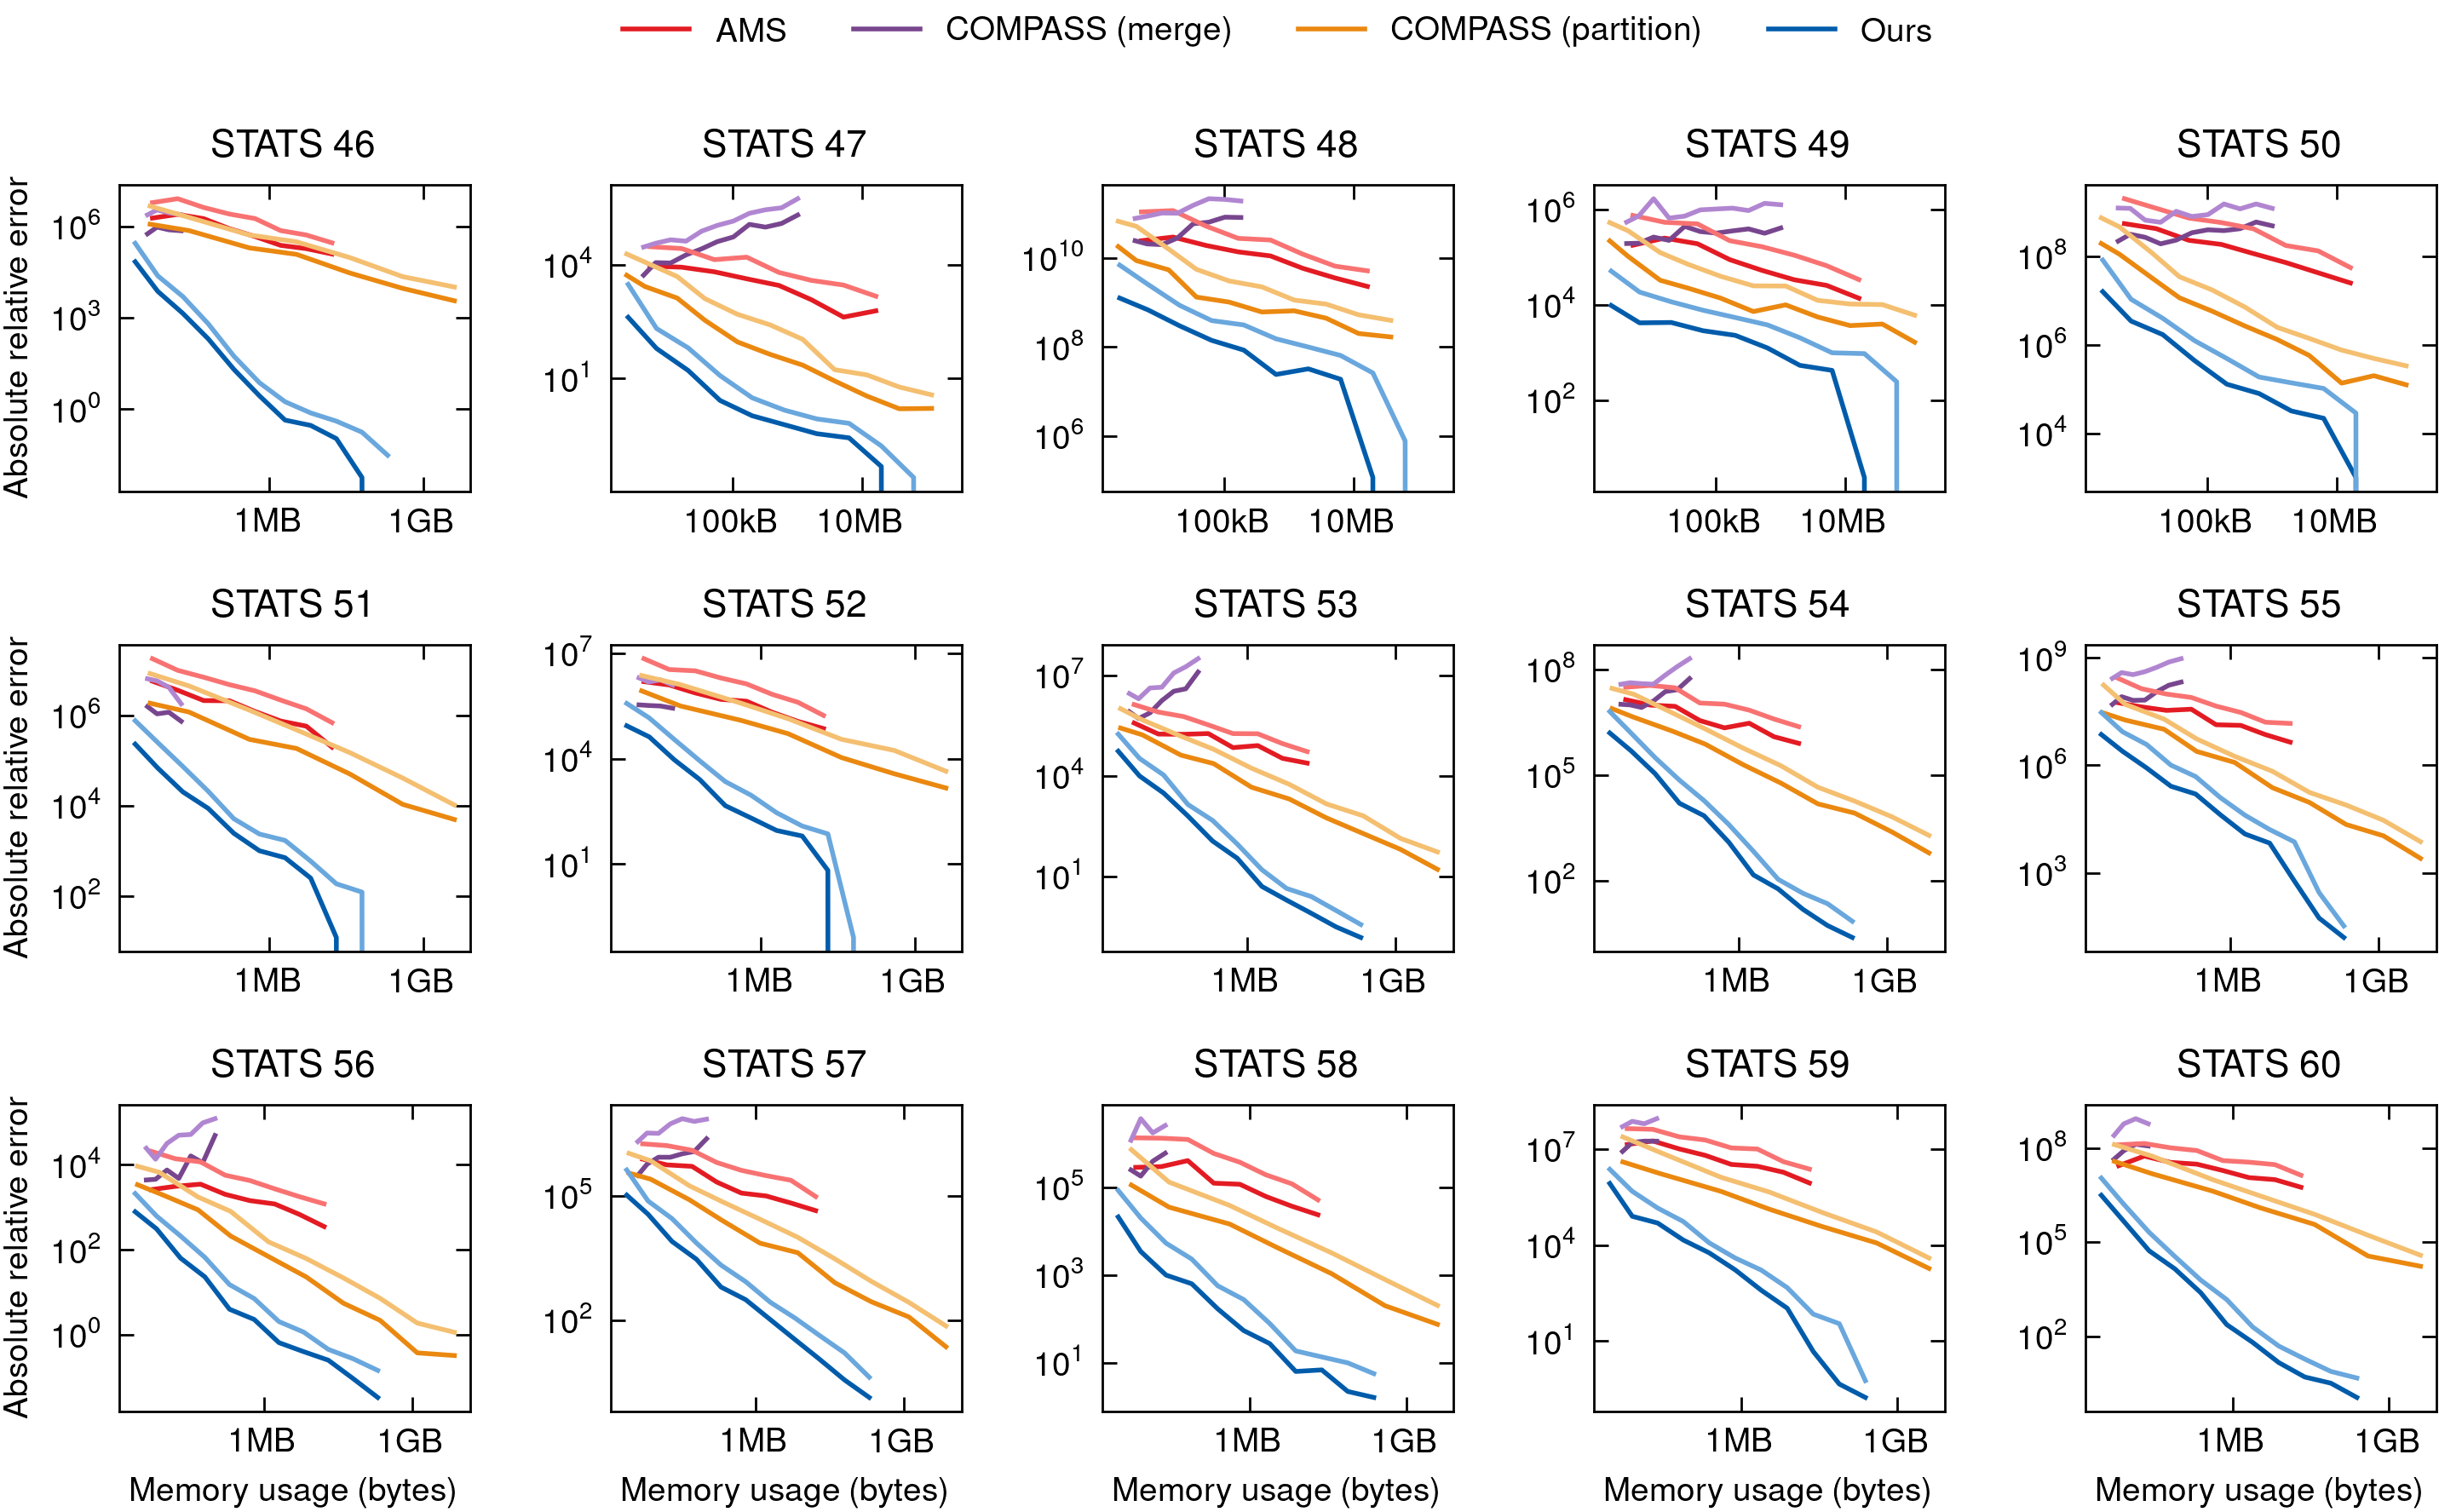 AMS COMPASS (merge) COMPASS (partition) Ours
STATS 46 STATS 47 STATS 48 STATS 49 STATS 50
Absolute relative error
10^6 10^3 10^0
1MB 1GB
10^4 10^1
100kB 10MB
10^10 10^8 10^6
100kB 10MB
10^6 10^4 10^2
100kB 10MB
10^8 10^6 10^4
100kB 10MB
STATS 51 STATS 52 STATS 53 STATS 54 STATS 55
Absolute relative error
10^6 10^4 10^2
1MB 1GB
10^7 10^4 10^1
1MB 1GB
10^7 10^4 10^1
1MB 1GB
10^8 10^5 10^2
1MB 1GB
10^9 10^6 10^3
1MB 1GB
STATS 56 STATS 57 STATS 58 STATS 59 STATS 60
Absolute relative error
10^4 10^2 10^0
1MB 1GB
10^5 10^2
1MB 1GB
10^5 10^3 10^1
1MB 1GB
10^7 10^4 10^1
1MB 1GB
10^8 10^5 10^2
1MB 1GB
Memory usage (bytes) Memory usage (bytes) Memory usage (bytes) Memory usage (bytes) Memory usage (bytes)